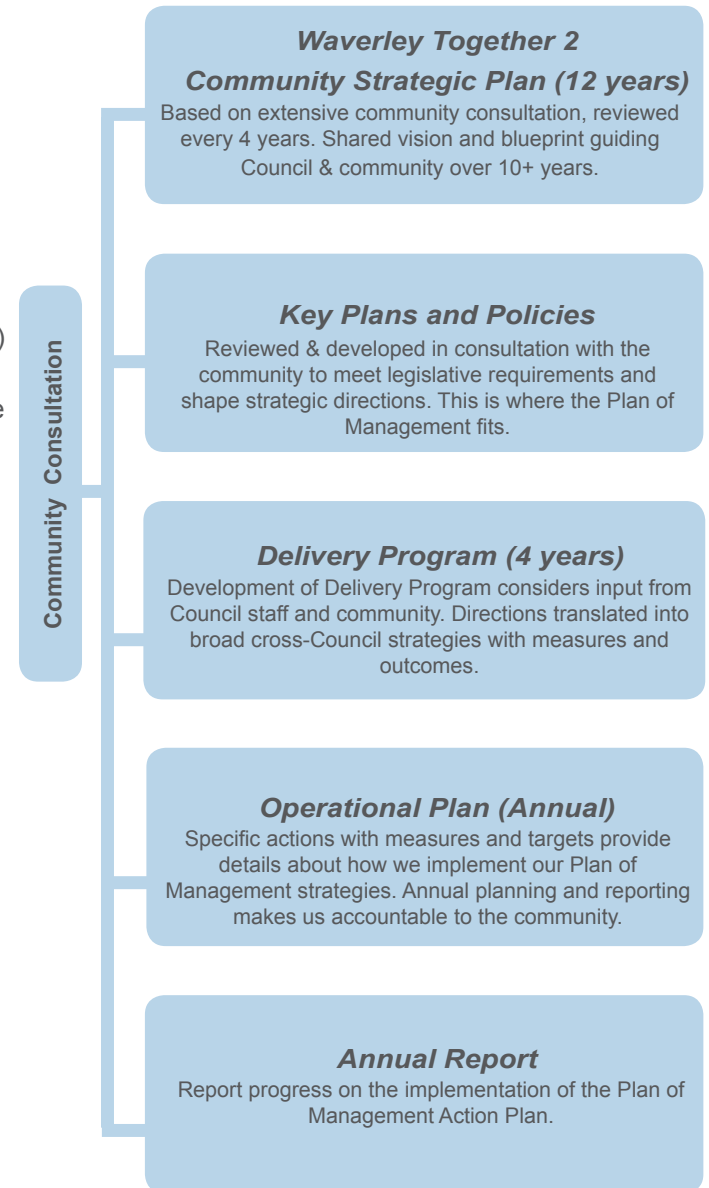 Waverley Together 2
Community Strategic Plan (12 years)
Based on extensive community consultation, reviewed
every 4 years. Shared vision and blueprint guiding
Council & community over 10+ years.
)
e
Community Consultation
Key Plans and Policies
Reviewed & developed in consultation with the
community to meet legislative requirements and
shape strategic directions. This is where the Plan of
Management fits.
Delivery Program (4 years)
Development of Delivery Program considers input from
Council staff and community. Directions translated into
broad cross-Council strategies with measures and
outcomes.
Operational Plan (Annual)
Specific actions with measures and targets provide
details about how we implement our Plan of
Management strategies. Annual planning and reporting
makes us accountable to the community.
Annual Report
Report progress on the implementation of the Plan of
Management Action Plan.